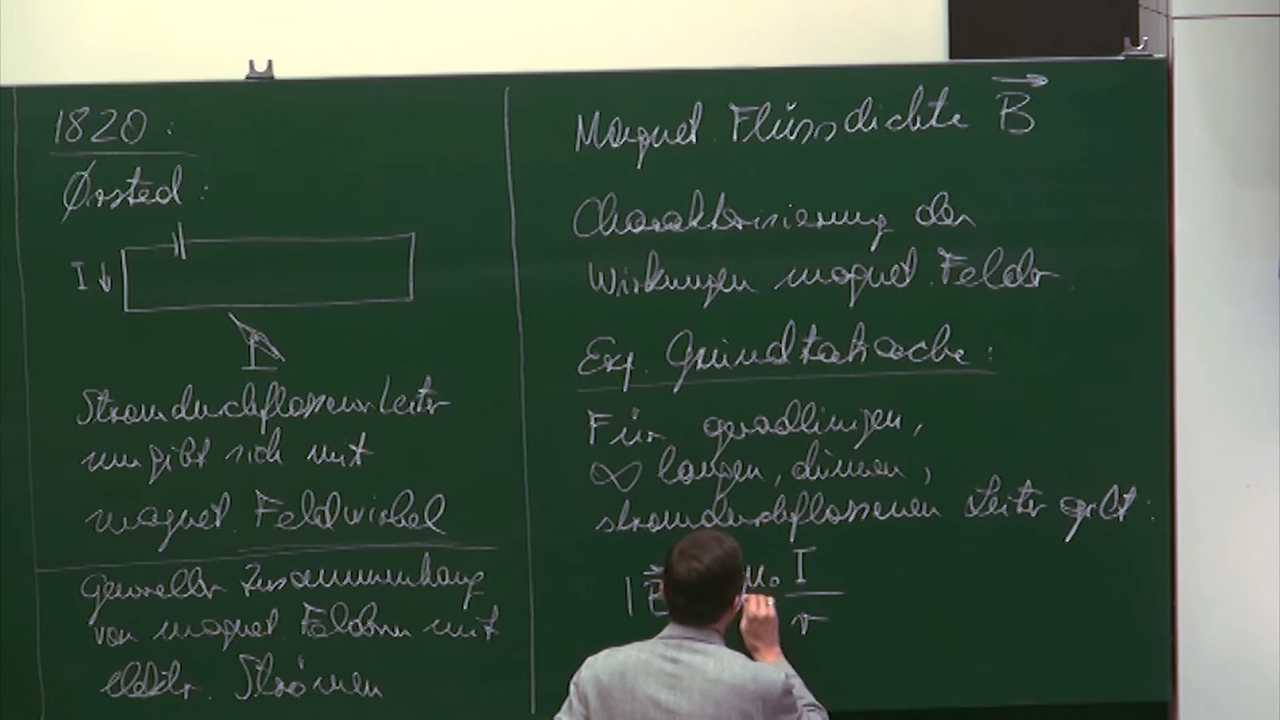 1820:
Ørsted:
I ↓
Stromdurchflossener Leiter
umgibt sich mit
magnet. Feldwirbel
Genereller Zusammenhang
von magnet. Feldern mit
elektr. Strömen
Magnet. Flussdichte B⃗
Charakterisierung der
Wirkungen magnet. Felder
Exp. Grundtatsache:
Für geradlinigen,
∞ langen, dünnen,
stromdurchflossenen Leiter gilt:
|B⃗ μ₀ I/r